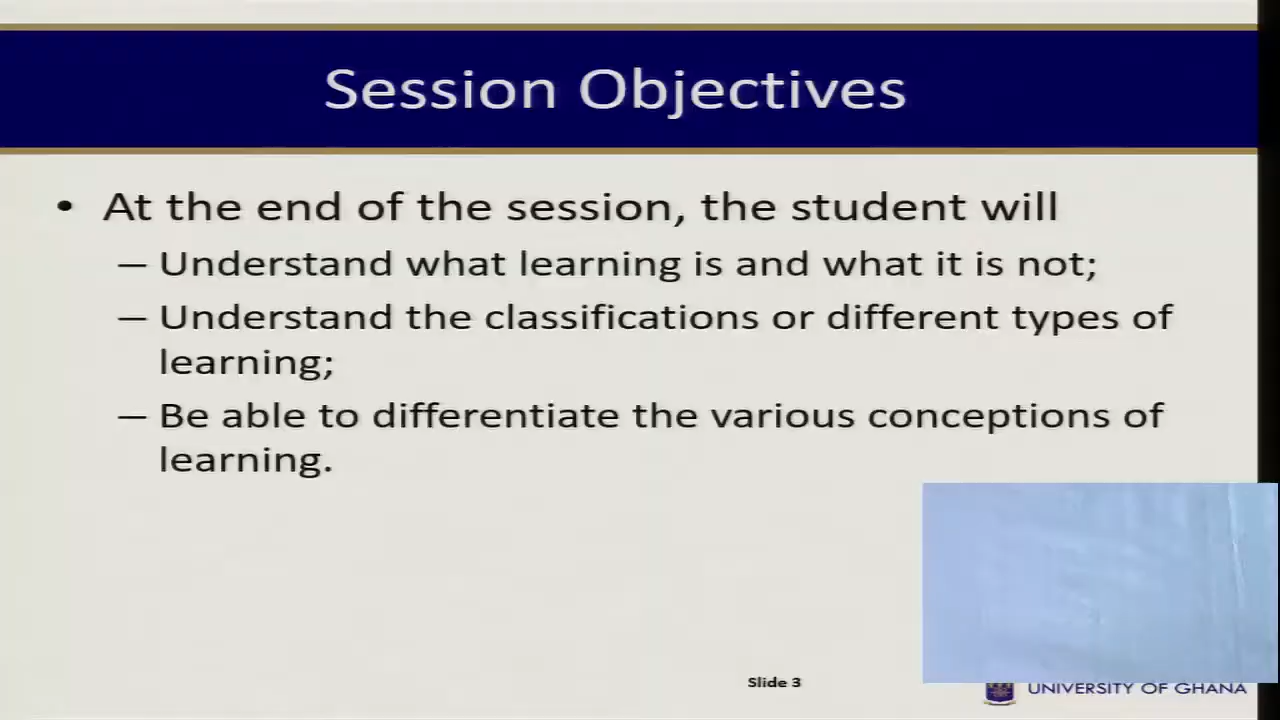 Session Objectives
• At the end of the session, the student will
– Understand what learning is and what it is not;
– Understand the classifications or different types of
learning;
– Be able to differentiate the various conceptions of
learning.
Slide 3
UNIVERSITY OF GHANA